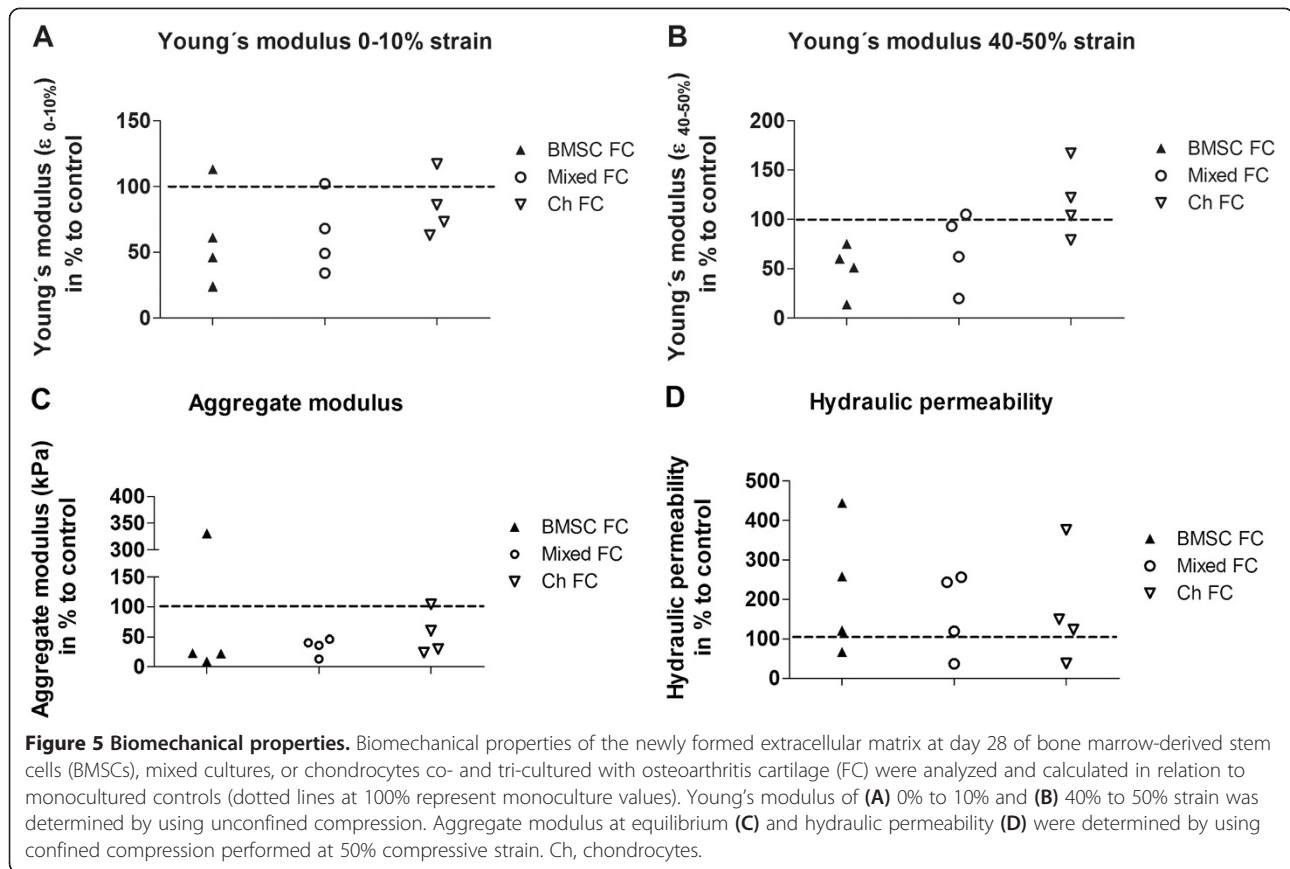 A
Young´s modulus 0-10% strain
Young´s modulus (ε 0-10%)
in % to control
150
100
50
0
BMSC FC
Mixed FC
Ch FC
B
Young´s modulus 40-50% strain
Young´s modulus (ε 40-50%)
in % to control
200
150
100
50
0
BMSC FC
Mixed FC
Ch FC
C
Aggregate modulus
Aggregate modulus (kPa)
in % to control
400
350
300
150
100
50
0
BMSC FC
Mixed FC
Ch FC
D
Hydraulic permeability
Hydraulic permeability
in % to control
500
400
300
200
100
0
BMSC FC
Mixed FC
Ch FC
Figure 5 Biomechanical properties. Biomechanical properties of the newly formed extracellular matrix at day 28 of bone marrow-derived stem
cells (BMSCs), mixed cultures, or chondrocytes co- and tri-cultured with osteoarthritis cartilage (FC) were analyzed and calculated in relation to
monocultured controls (dotted lines at 100% represent monoculture values). Young's modulus of (A) 0% to 10% and (B) 40% to 50% strain was
determined by using unconfined compression. Aggregate modulus at equilibrium (C) and hydraulic permeability (D) were determined by using
confined compression performed at 50% compressive strain. Ch, chondrocytes.